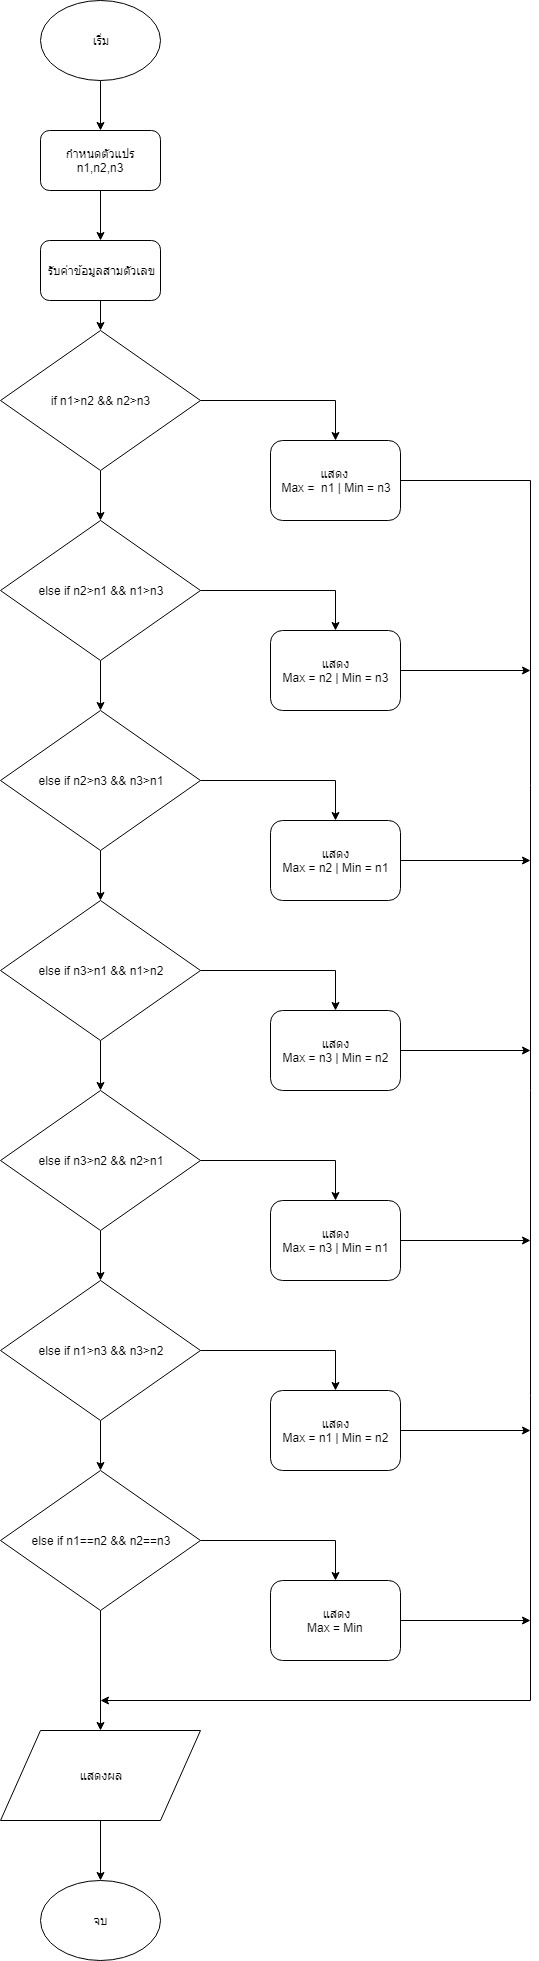 เริ่ม
กำหนดตัวแปร
n1,n2,n3
รับค่าข้อมูลสามตัวเลข
if n1>n2 && n2>n3
แสดง
Max =  n1 | Min = n3
else if n2>n1 && n1>n3
แสดง
Max = n2 | Min = n3
else if n2>n3 && n3>n1
แสดง
Max = n2 | Min = n1
else if n3>n1 && n1>n2
แสดง
Max = n3 | Min = n2
else if n3>n2 && n2>n1
แสดง
Max = n3 | Min = n1
else if n1>n3 && n3>n2
แสดง
Max = n1 | Min = n2
else if n1==n2 && n2==n3
แสดง
Max = Min
แสดงผล
จบ